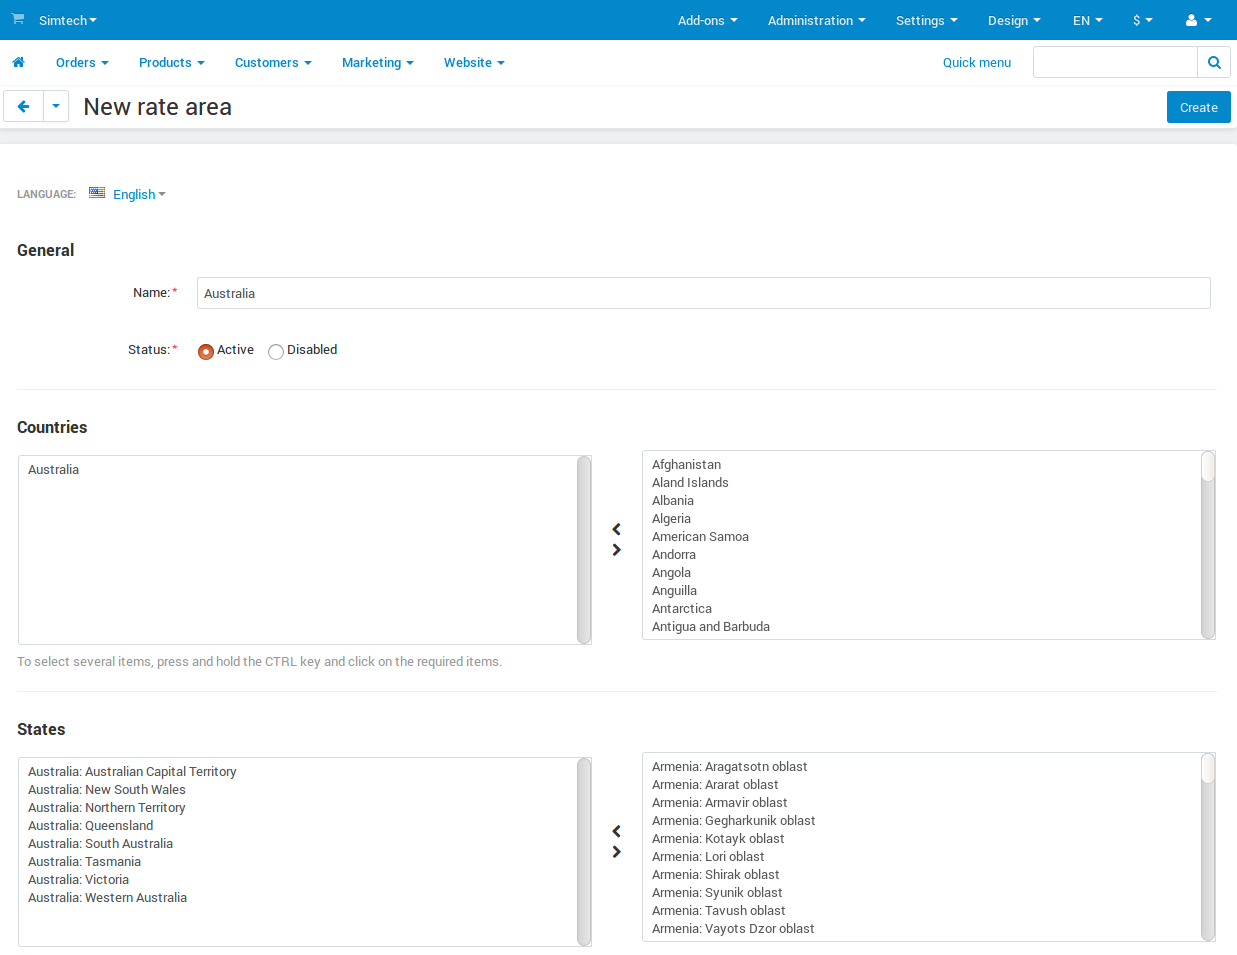 Simtech Add-ons Administration Settings Design EN $
Orders Products Customers Marketing Website Quick menu
New rate area Create
LANGUAGE: English
General
Name:* Australia
Status:* Active Disabled
Countries
Australia
Afghanistan
Aland Islands
Albania
Algeria
American Samoa
Andorra
Angola
Anguilla
Antarctica
Antigua and Barbuda
To select several items, press and hold the CTRL key and click on the required items.
States
Australia: Australian Capital Territory
Australia: New South Wales
Australia: Northern Territory
Australia: Queensland
Australia: South Australia
Australia: Tasmania
Australia: Victoria
Australia: Western Australia
Armenia: Aragatsotn oblast
Armenia: Ararat oblast
Armenia: Armavir oblast
Armenia: Gegharkunik oblast
Armenia: Kotayk oblast
Armenia: Lori oblast
Armenia: Shirak oblast
Armenia: Syunik oblast
Armenia: Tavush oblast
Armenia: Vayots Dzor oblast